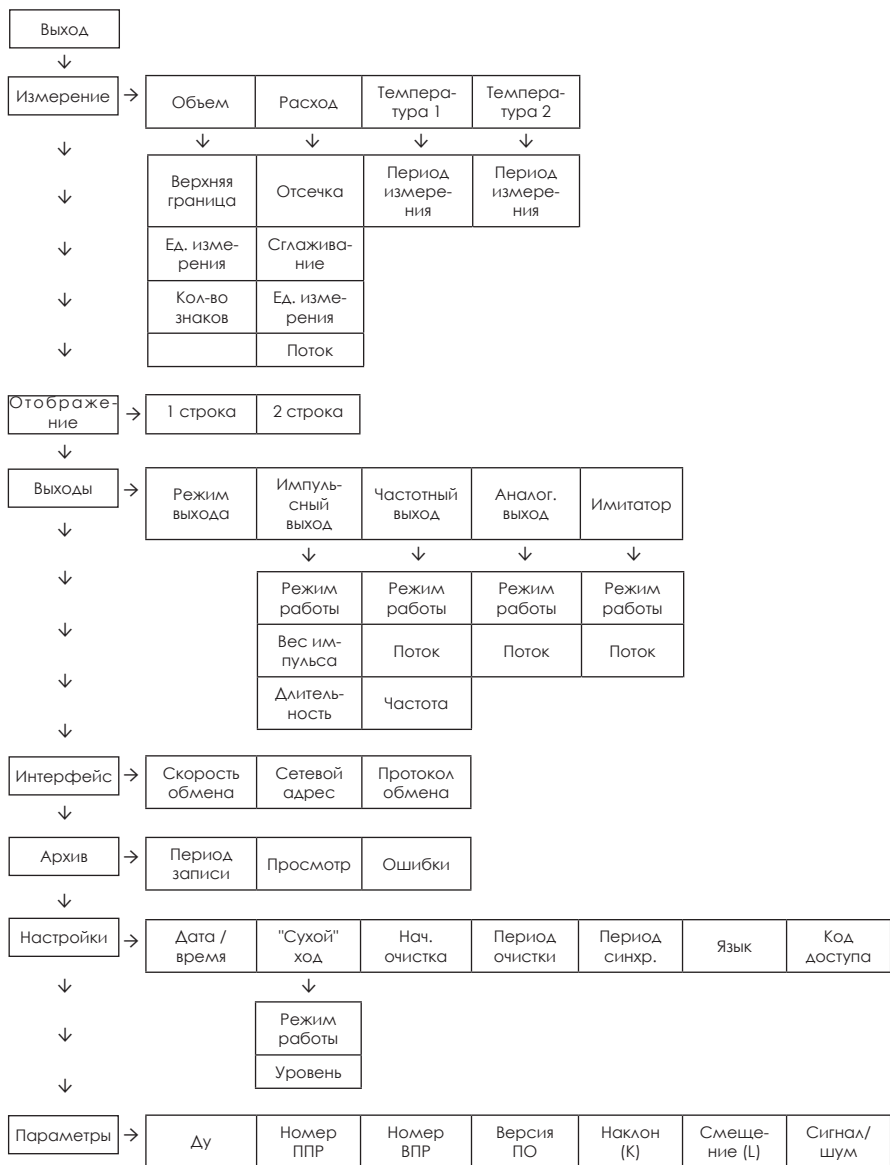 Выход
Измерение
Объем
Расход
Темпера-
тура 1
Темпера-
тура 2
Верхняя
граница
Отсечка
Период
измере-
ния
Период
измере-
ния
Ед. изме-
рения
Сглажива-
ние
Кол-во
знаков
Ед. изме-
рения
Поток
Отображе-
ние
1 строка
2 строка
Выходы
Режим
выхода
Импуль-
сный
выход
Частотный
выход
Аналог.
выход
Имитатор
Режим
работы
Режим
работы
Режим
работы
Режим
работы
Вес им-
пульса
Поток
Поток
Поток
Длитель-
ность
Частота
Интерфейс
Скорость
обмена
Сетевой
адрес
Протокол
обмена
Архив
Период
записи
Просмотр
Ошибки
Настройки
Дата /
время
"Сухой"
ход
Нач.
очистка
Период
очистки
Период
синхр.
Язык
Код
доступа
Режим
работы
Уровень
Параметры
Ду
Номер
ППР
Номер
ВПР
Версия
ПО
Наклон
(K)
Смеще-
ние (L)
Сигнал/
шум